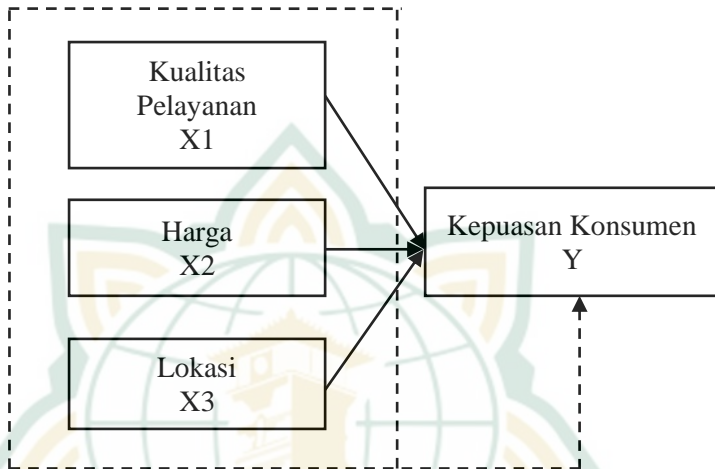 Kualitas
Pelayanan
X1
Harga
X2
Kepuasan Konsumen
Y
Lokasi
X3